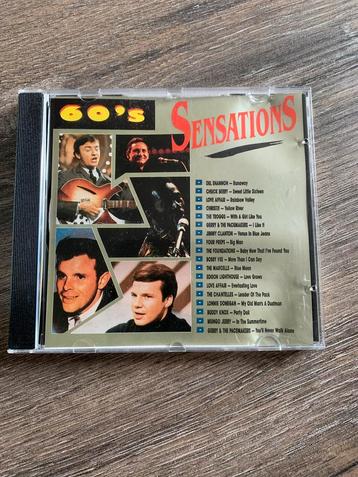 60's
SENSATIONS
DEL SHANNON – Runaway
CHUCK BERRY – Sweet Little Sixteen
LOVE AFFAIR – Rainbow Valley
CHRISTIE – Yellow River
THE TROGGS – With A Girl Like You
GERRY & THE PACEMAKERS – I Like It
JIMMY CLANTON – Venus In Blue Jeans
FOUR PREPS – Big Man
THE FOUNDATIONS – Baby Now That I've Found You
BOBBY VEE – More Than I Can Say
THE MARCELS – Blue Moon
EDISON LIGHTHOUSE – Love Grows
LOVE AFFAIR – Everlasting Love
THE CHANTELLES – Leader Of The Pack
LONNIE DONEGAN – My Old Man's A Dustman
BUDDY KNOX – Party Doll
MUNGO JERRY – In The Summertime
GERRY & THE PACEMAKERS – You'll Never Walk Alone